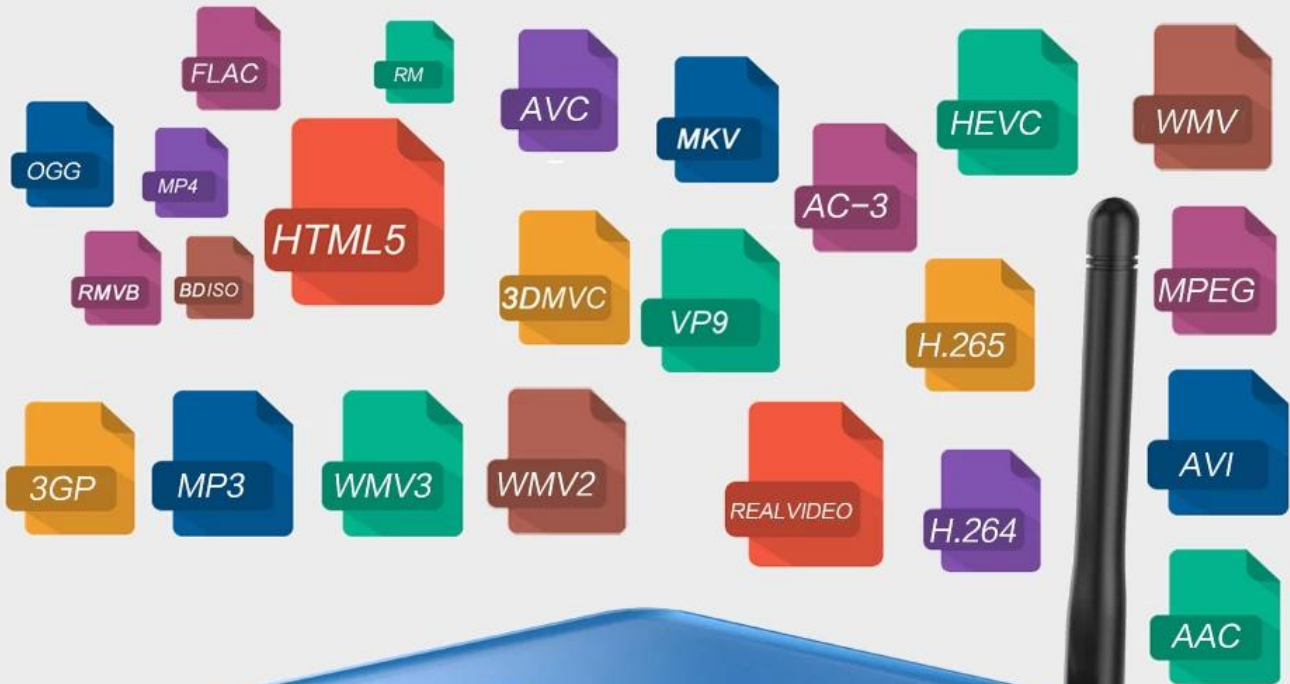 FLAC
RM
AVC
MKV
HEVC
WMV
OGG
MP4
HTML5
AC-3
RMVB
BDISO
3DMVC
VP9
H.265
MPEG
3GP
MP3
WMV3
WMV2
REALVIDEO
H.264
AVI
AAC